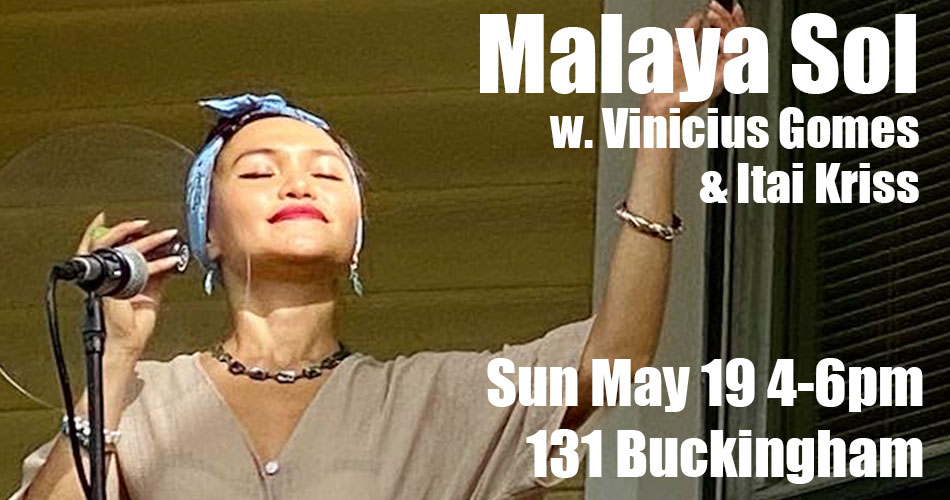 Malaya Sol
w. Vinicius Gomes
& Itai Kriss
Sun May 19 4-6pm
131 Buckingham